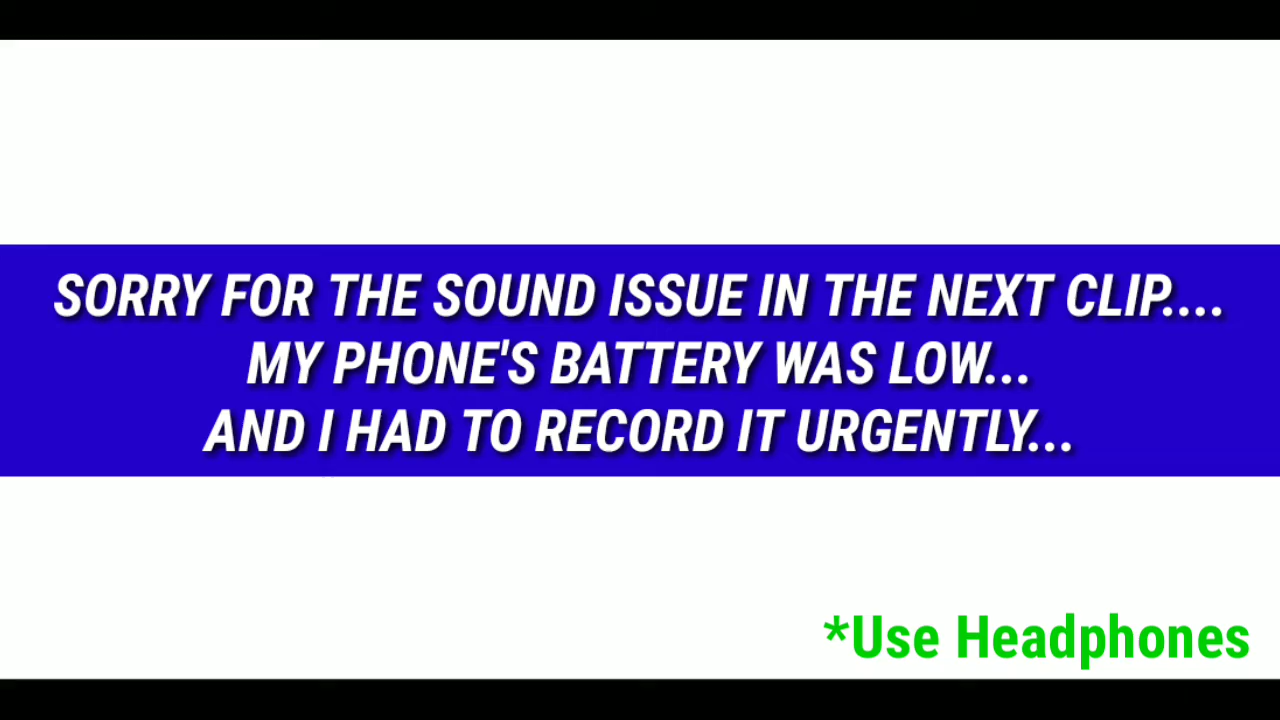 SORRY FOR THE SOUND ISSUE IN THE NEXT CLIP....
MY PHONE'S BATTERY WAS LOW...
AND I HAD TO RECORD IT URGENTLY...
*Use Headphones